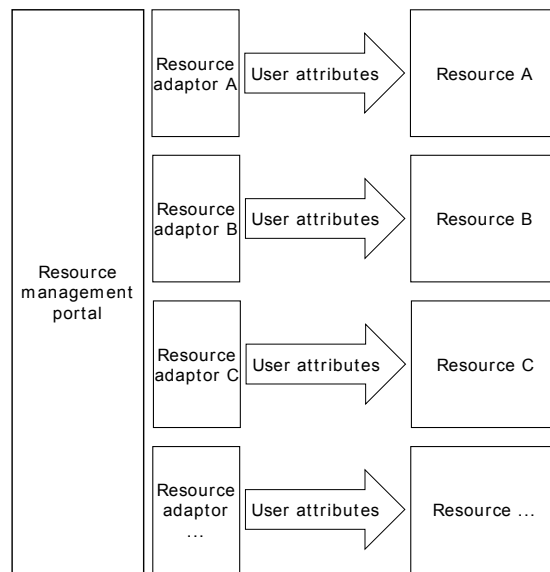 Resource
management
portal
Resource
adaptor A
User attributes
Resource A
Resource
adaptor B
User attributes
Resource B
Resource
adaptor C
User attributes
Resource C
Resource
adaptor
...
User attributes
Resource ...